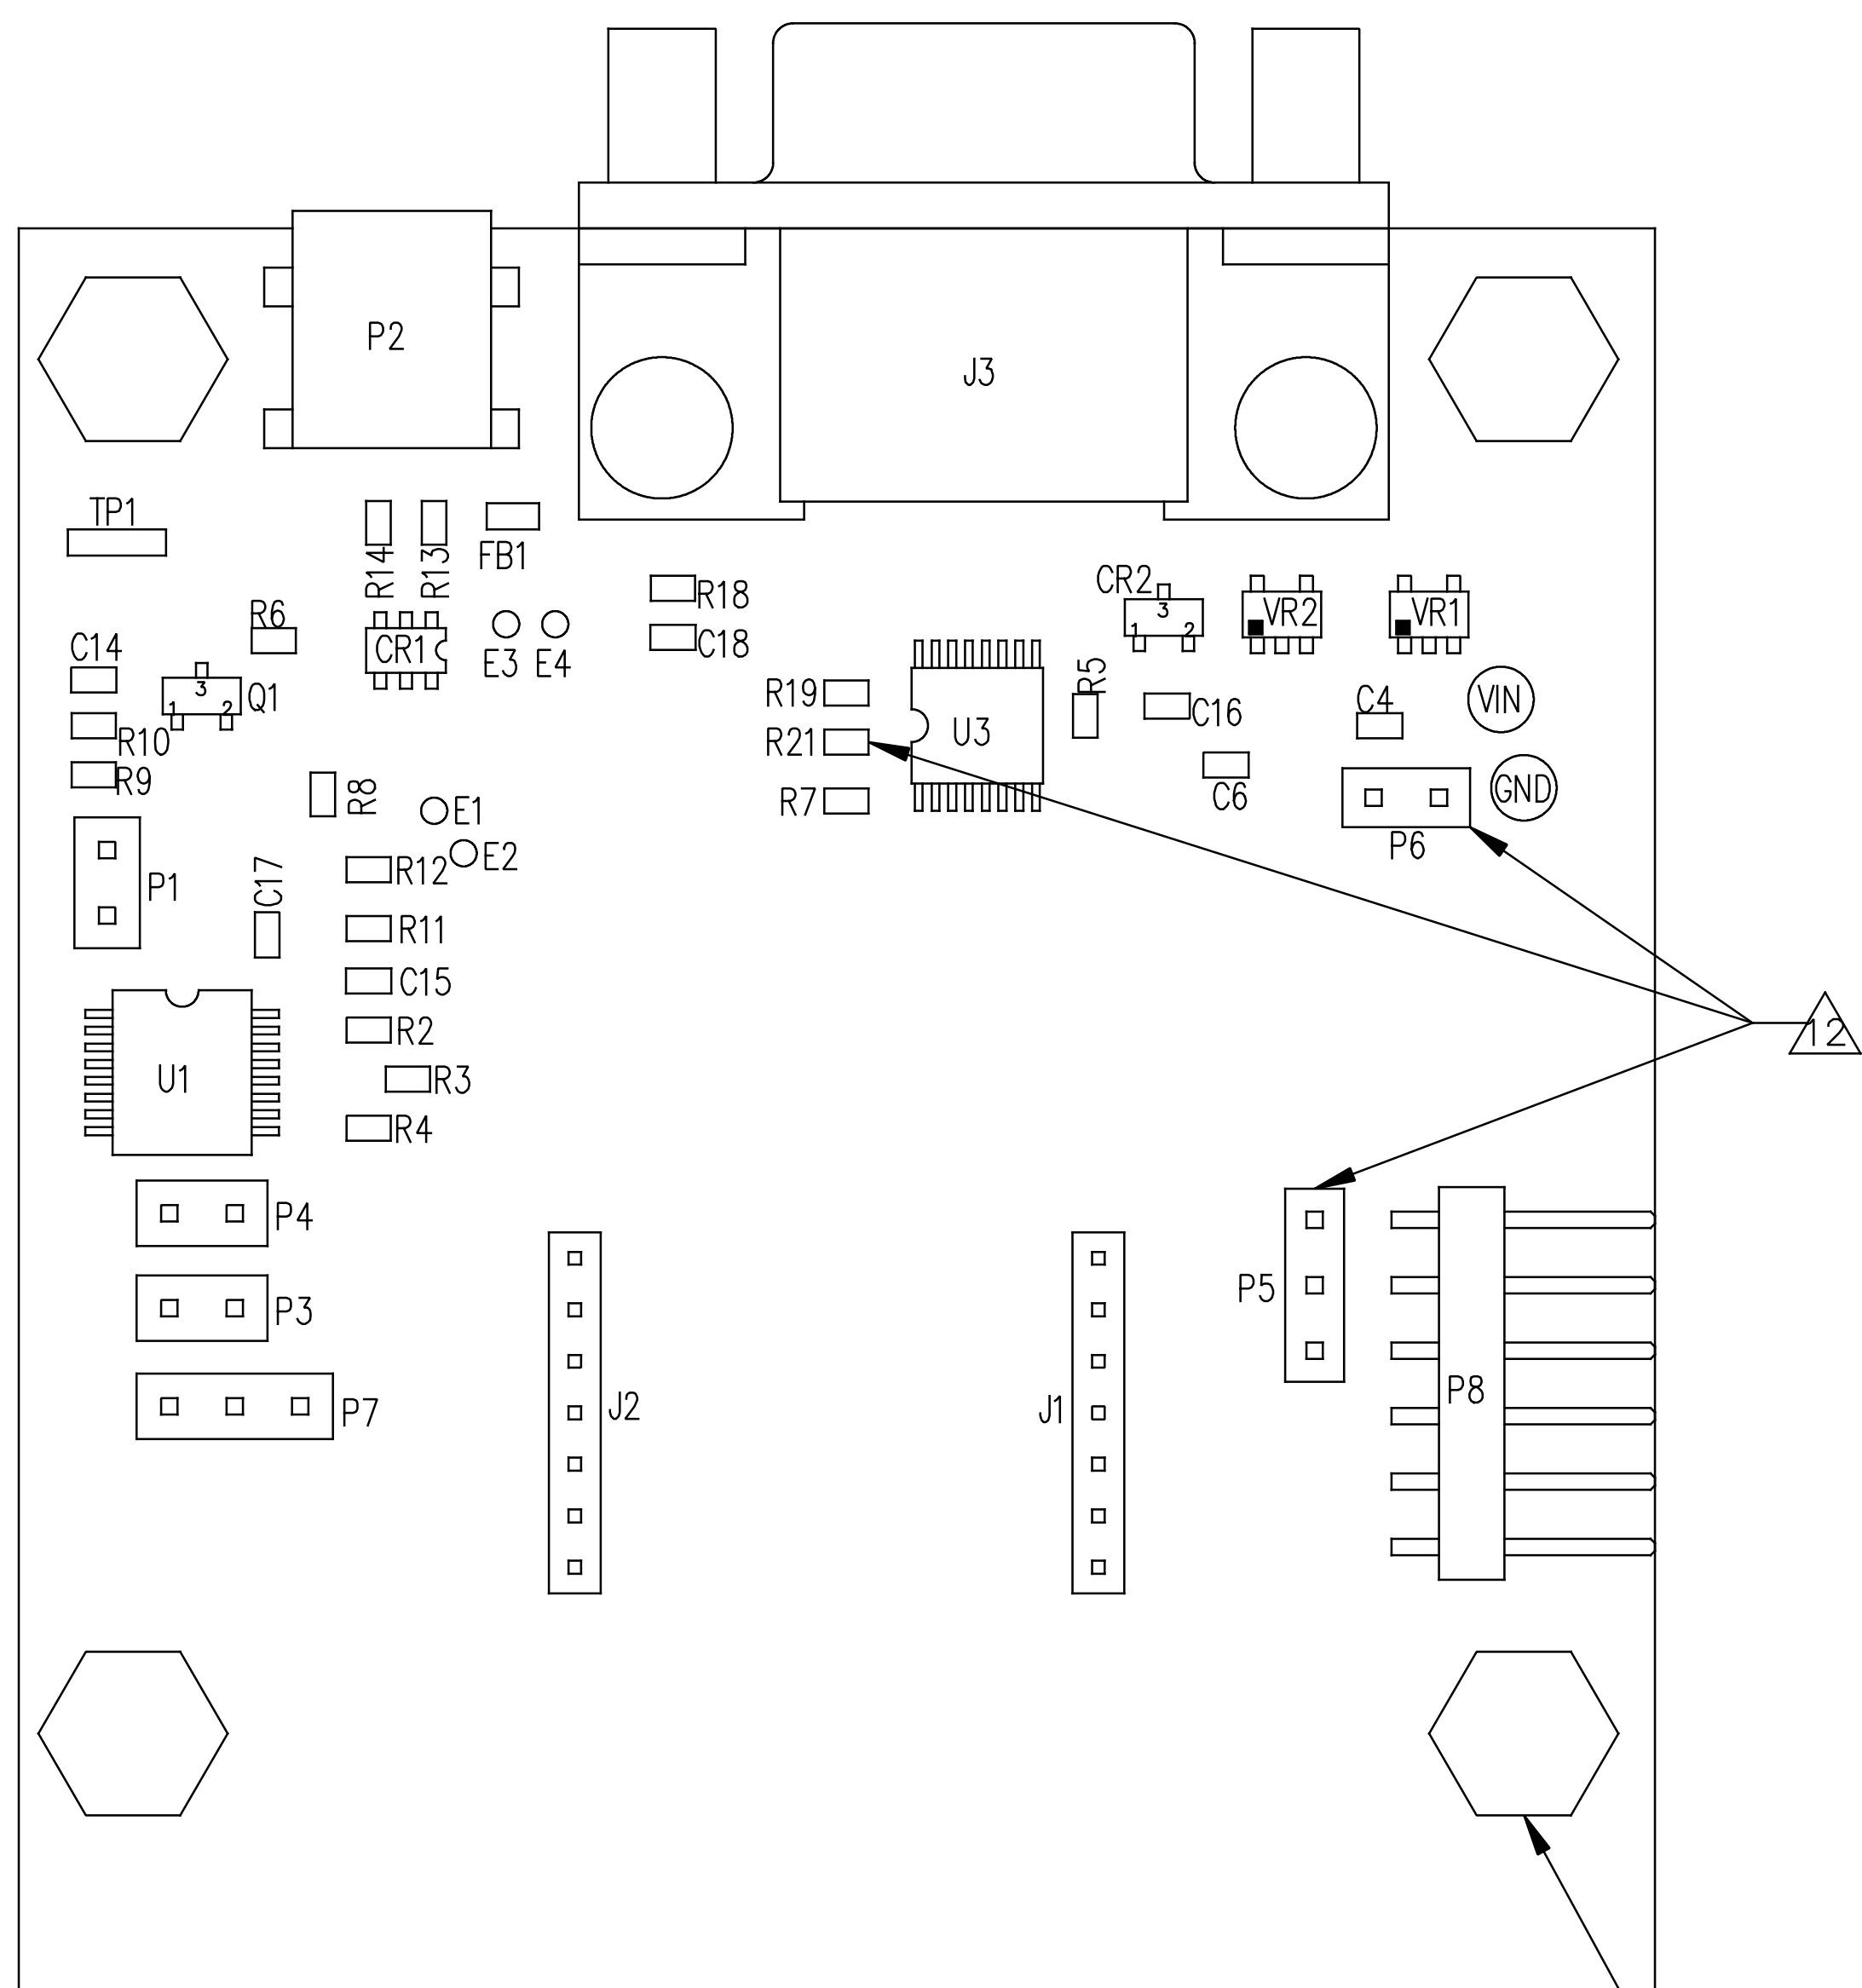 P2
J3
TP1
R14
R13
FB1
R18
CR2
3
1 2
VR2
VR1
R6
C14
CR1
E3
E4
C18
3
1 2
Q1
R5
R19
U3
C16
C4
VIN
R10
R21
R9
R8
E1
R7
C6
GND
E2
P6
R12
P1
C17
R11
C15
R2
12
U1
R3
R4
P4
P5
P3
P7
J2
J1
P8